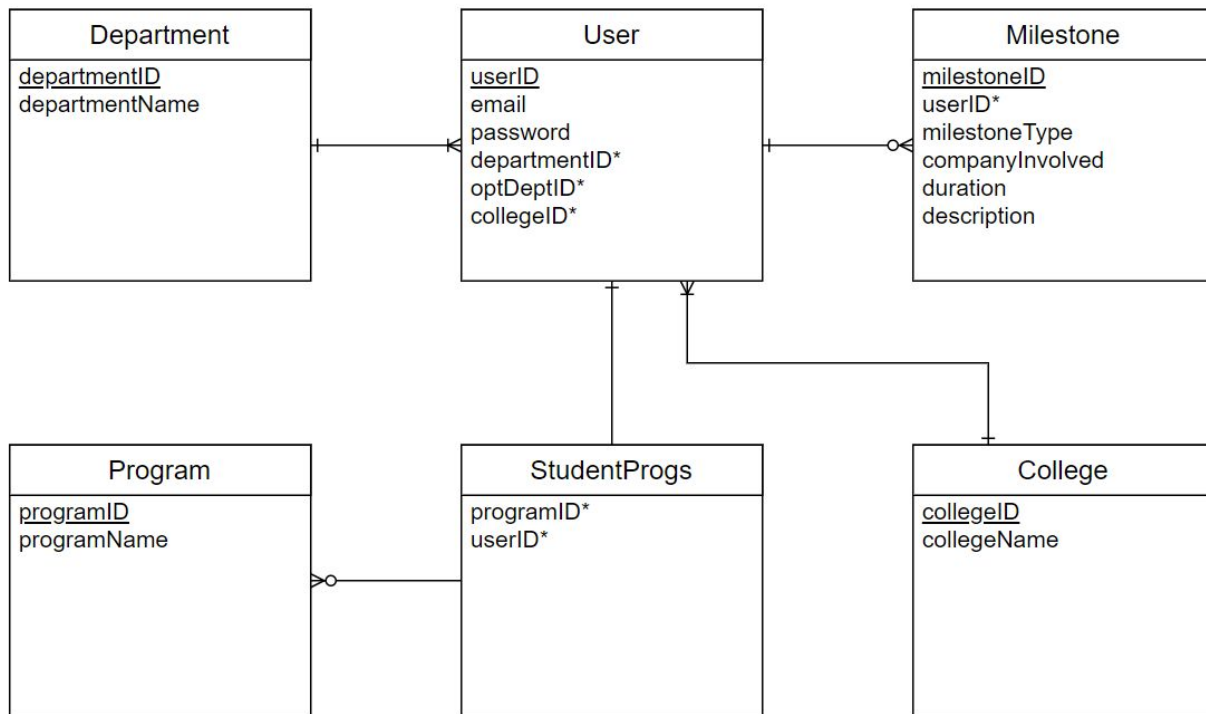 Department
departmentID
departmentName
User
userID
email
password
departmentID*
optDeptID*
collegeID*
Milestone
milestoneID
userID*
milestoneType
companyInvolved
duration
description
Program
programID
programName
StudentProgs
programID*
userID*
College
collegeID
collegeName